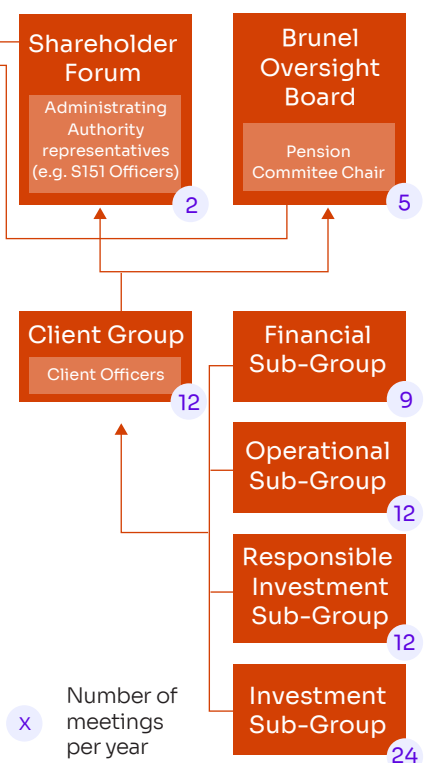 Shareholder
Forum
Administrating
Authority
representatives
(e.g. S151 Officers)
2
Brunel
Oversight
Board
Pension
Commitee Chair
5
Client Group
Client Officers
12
Financial
Sub-Group
9
Operational
Sub-Group
12
Responsible
Investment
Sub-Group
12
Investment
Sub-Group
24
X
Number of
meetings
per year